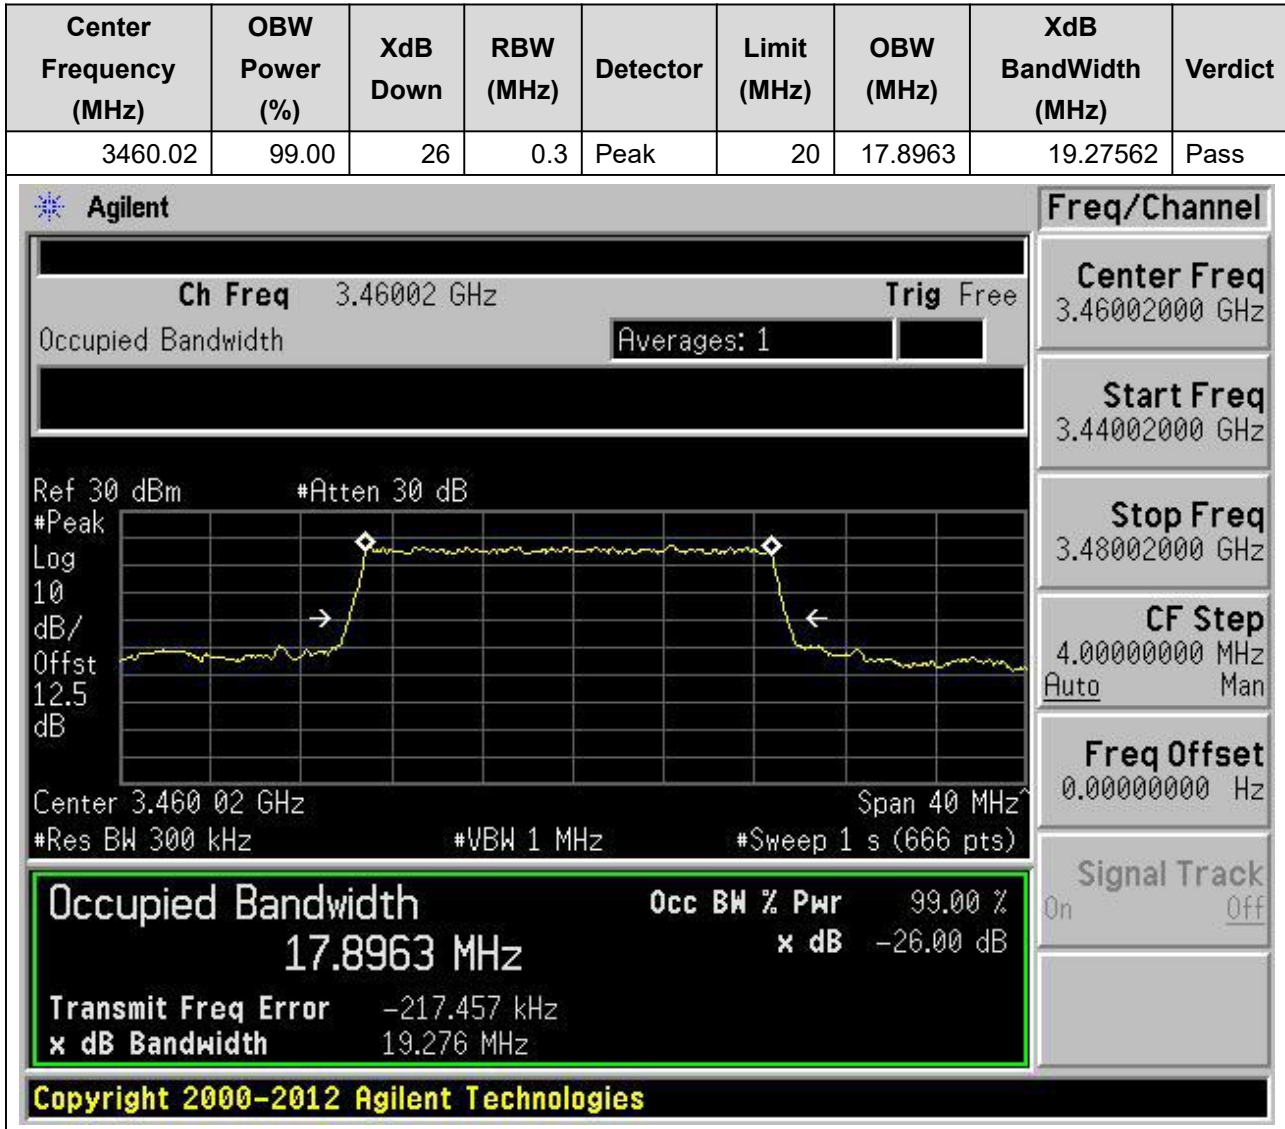 Center Frequency (MHz) OBW Power (%) XdB Down RBW (MHz) Detector Limit (MHz) OBW (MHz) XdB BandWidth (MHz) Verdict
3460.02 99.00 26 0.3 Peak 20 17.8963 19.27562 Pass
Agilent
Freq/Channel
Ch Freq 3.46002 GHz Trig Free
Occupied Bandwidth Averages: 1
Ref 30 dBm #Atten 30 dB
#Peak
Log
10
dB/
Offst
12.5
dB
Center 3.460 02 GHz Span 40 MHz^
#Res BW 300 kHz #VBW 1 MHz #Sweep 1 s (666 pts)
Occupied Bandwidth Occ BW % Pwr 99.00 %
17.8963 MHz x dB -26.00 dB
Transmit Freq Error -217.457 kHz
x dB Bandwidth 19.276 MHz
Center Freq
3.46002000 GHz
Start Freq
3.44002000 GHz
Stop Freq
3.48002000 GHz
CF Step
4.00000000 MHz
Auto Man
Freq Offset
0.00000000 Hz
Signal Track
On Off
Copyright 2000-2012 Agilent Technologies